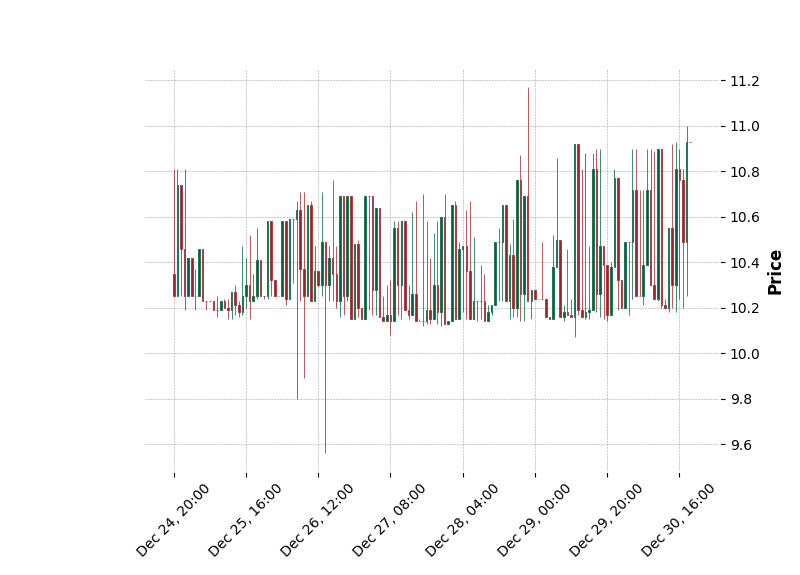 11.2
11.0
10.8
10.6
10.4
10.2
10.0
9.8
9.6
Price
Dec 24, 20:00
Dec 25, 16:00
Dec 26, 12:00
Dec 27, 08:00
Dec 28, 04:00
Dec 29, 00:00
Dec 29, 20:00
Dec 30, 16:00